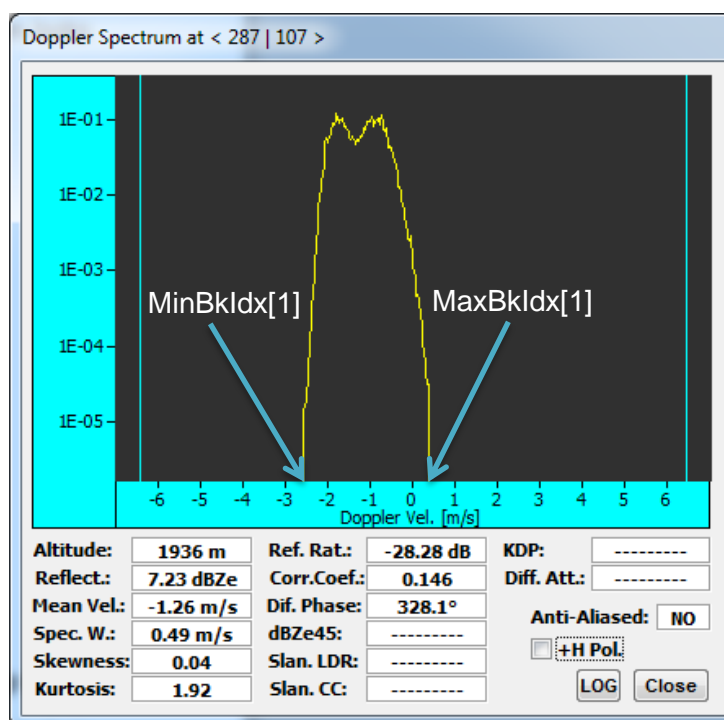 Doppler Spectrum at < 287 | 107 >
1E-01
1E-02
1E-03
MinBkIdx[1] MaxBkIdx[1]
1E-04
1E-05
-6 -5 -4 -3 -2 -1 0 1 2 3 4 5 6
Doppler Vel. [m/s]
Altitude: 1936 m Ref. Rat.: -28.28 dB KDP: ---------
Reflect.: 7.23 dBZe Corr.Coef.: 0.146 Diff. Att.: ---------
Mean Vel.: -1.26 m/s Dif. Phase: 328.1° Anti-Aliased: NO
Spec. W.: 0.49 m/s dBZe45: --------- +H Pol.
Skewness: 0.04 Slan. LDR: ---------
Kurtosis: 1.92 Slan. CC: --------- LOG Close